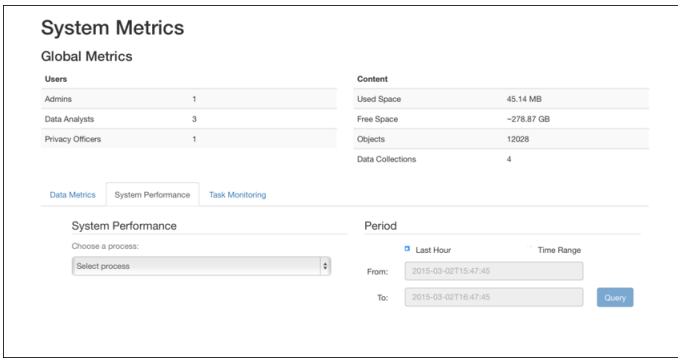 System Metrics
Global Metrics
Users
Admins 1
Data Analysts 3
Privacy Officers 1
Content
Used Space 45.14 MB
Free Space ~278.87 GB
Objects 12028
Data Collections 4
Data Metrics System Performance Task Monitoring
System Performance
Choose a process:
Select process
Period
Last Hour Time Range
From: 2015-03-02T15:47:45
To: 2015-03-02T16:47:45 Query